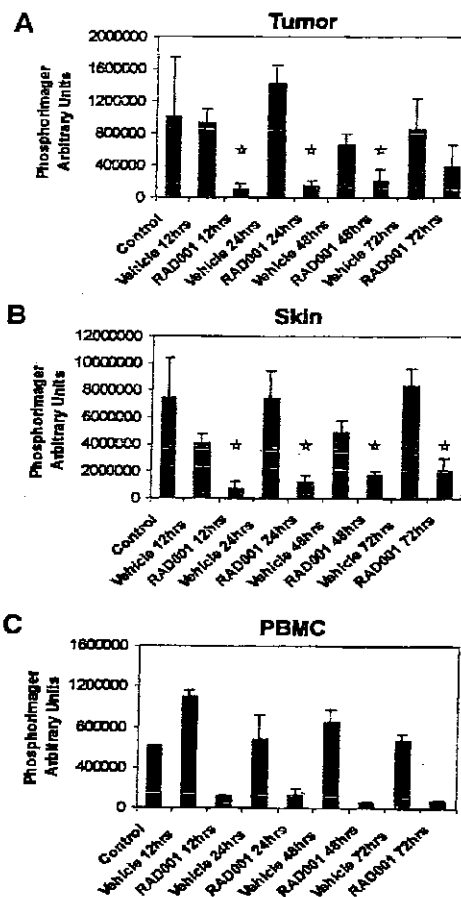 A
Tumor
Phosphorimager
Arbitrary Units
2000000
1600000
1200000
800000
400000
0
Control
Vehicle 12hrs
RAD001 12hrs
Vehicle 24hrs
RAD001 24hrs
Vehicle 48hrs
RAD001 48hrs
Vehicle 72hrs
RAD001 72hrs
B
Skin
Phosphorimager
Arbitrary Units
12000000
10000000
8000000
6000000
4000000
2000000
0
Control
Vehicle 12hrs
RAD001 12hrs
Vehicle 24hrs
RAD001 24hrs
Vehicle 48hrs
RAD001 48hrs
Vehicle 72hrs
RAD001 72hrs
C
PBMC
Phosphorimager
Arbitrary Units
1600000
1200000
800000
400000
0
Control
Vehicle 12hrs
RAD001 12hrs
Vehicle 24hrs
RAD001 24hrs
Vehicle 48hrs
RAD001 48hrs
Vehicle 72hrs
RAD001 72hrs